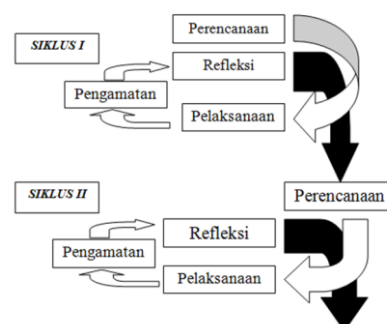 Perencanaan
SIKLUS I
Refleksi
Pengamatan
Pelaksanaan
SIKLUS II
Perencanaan
Refleksi
Pengamatan
Pelaksanaan